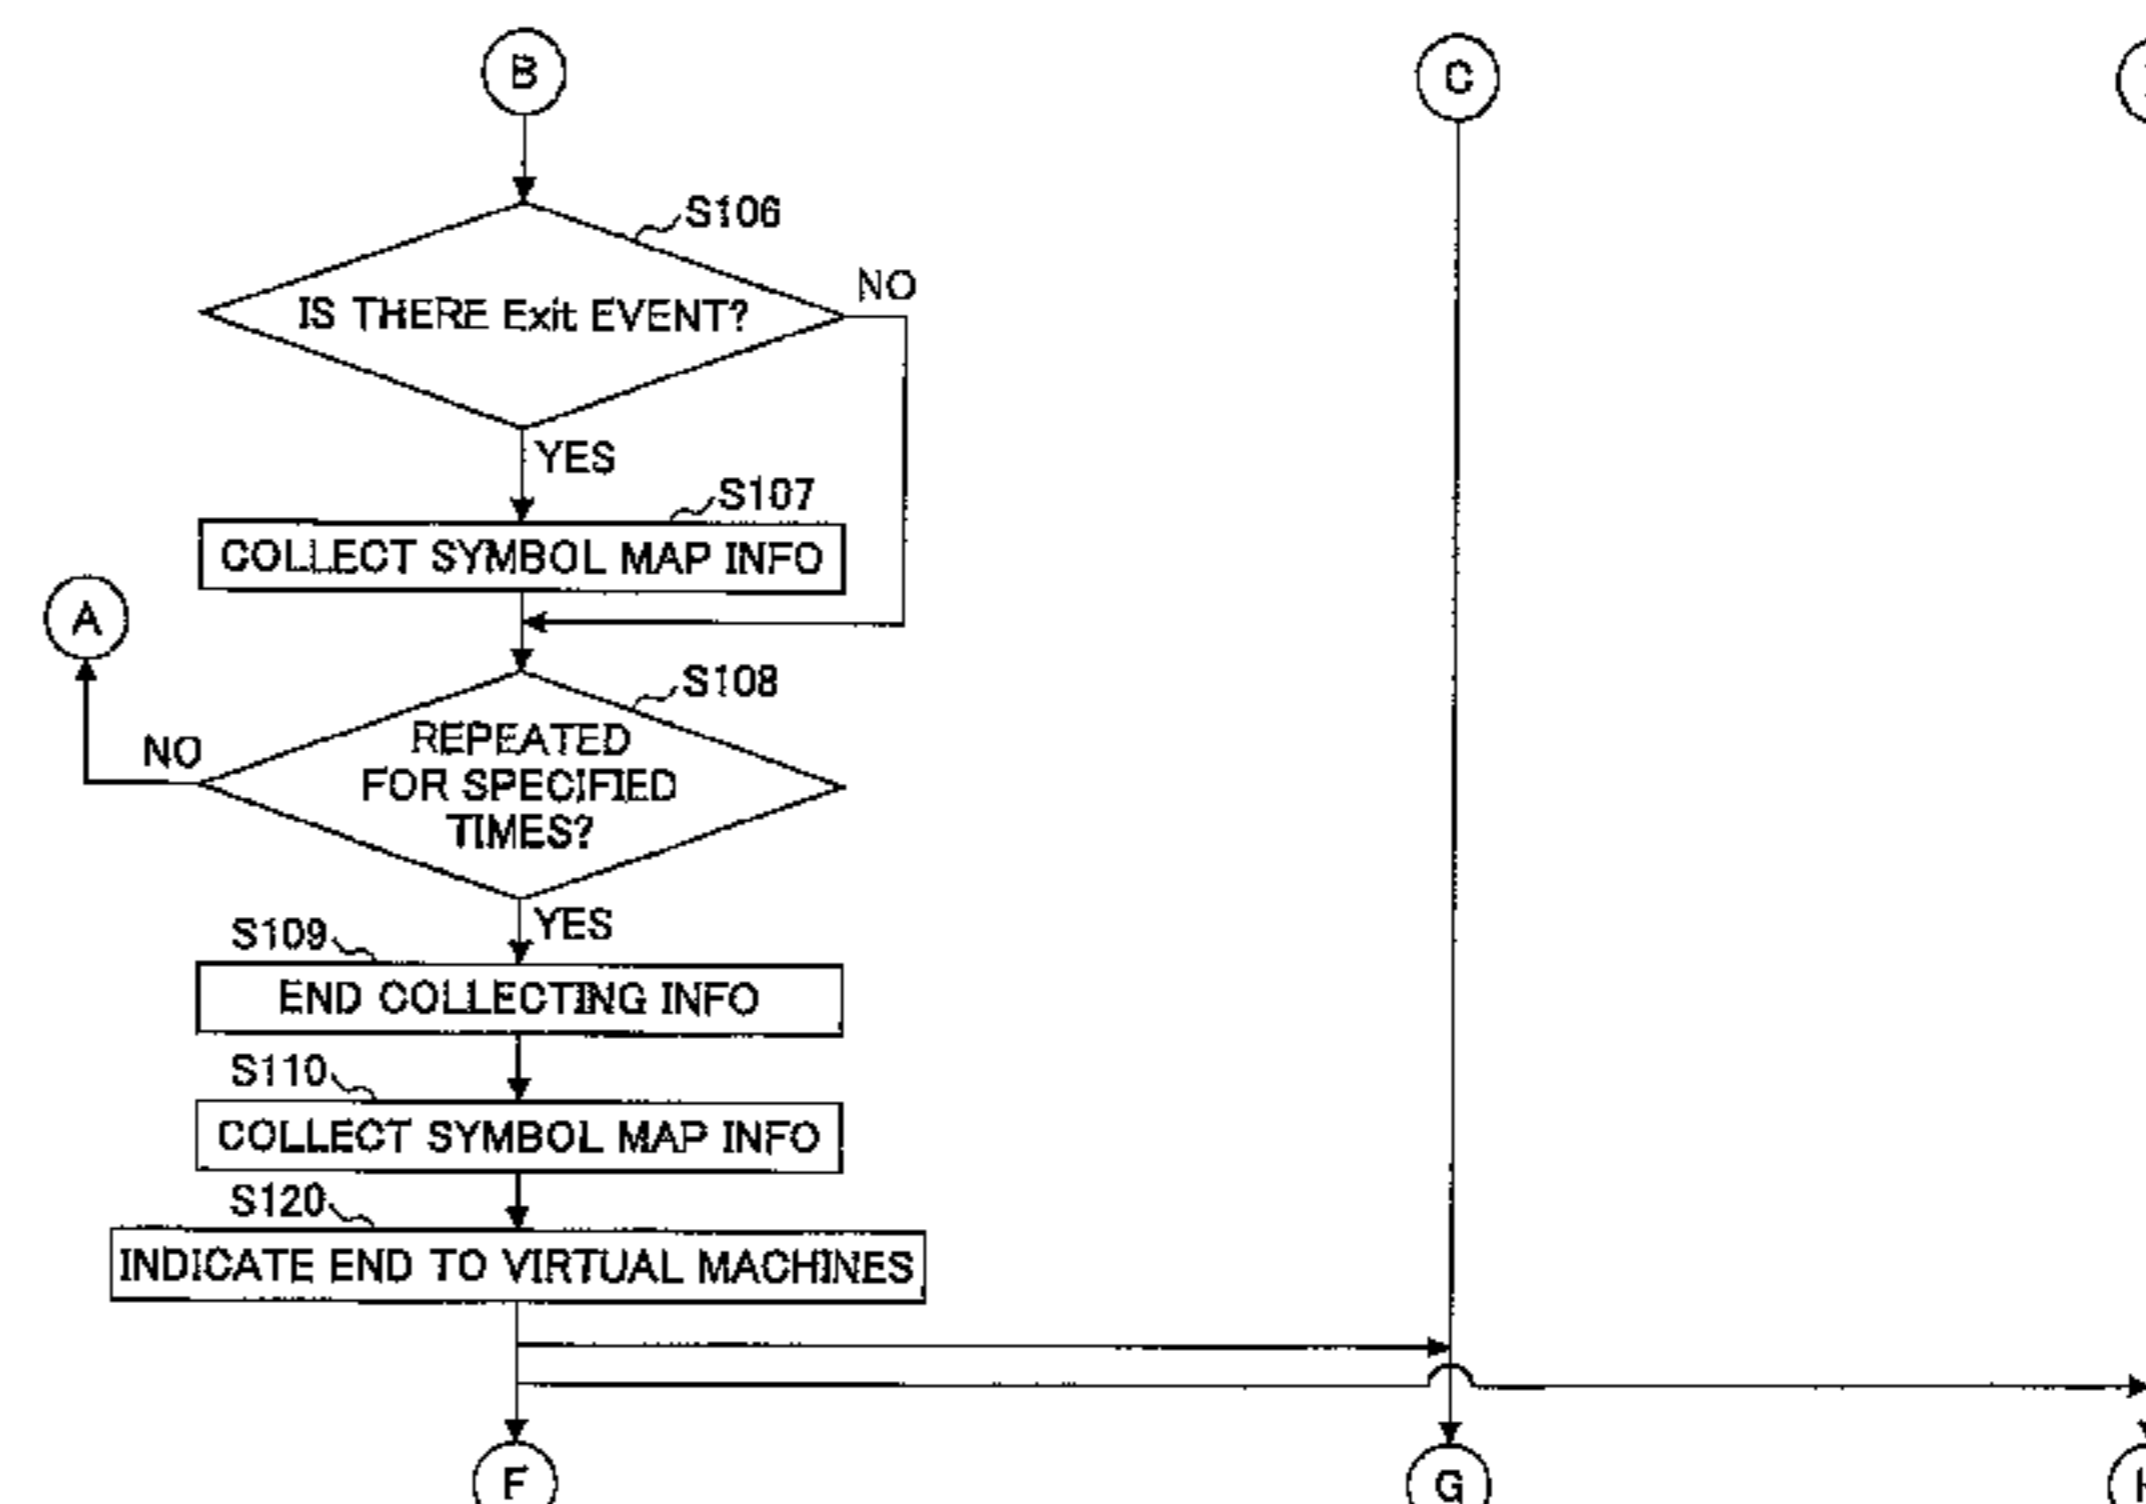 B
C
S106
IS THERE Exit EVENT?
NO
YES
S107
COLLECT SYMBOL MAP INFO
A
S108
REPEATED
FOR SPECIFIED
TIMES?
NO
YES
S109
END COLLECTING INFO
S110
COLLECT SYMBOL MAP INFO
S120
INDICATE END TO VIRTUAL MACHINES
F
G